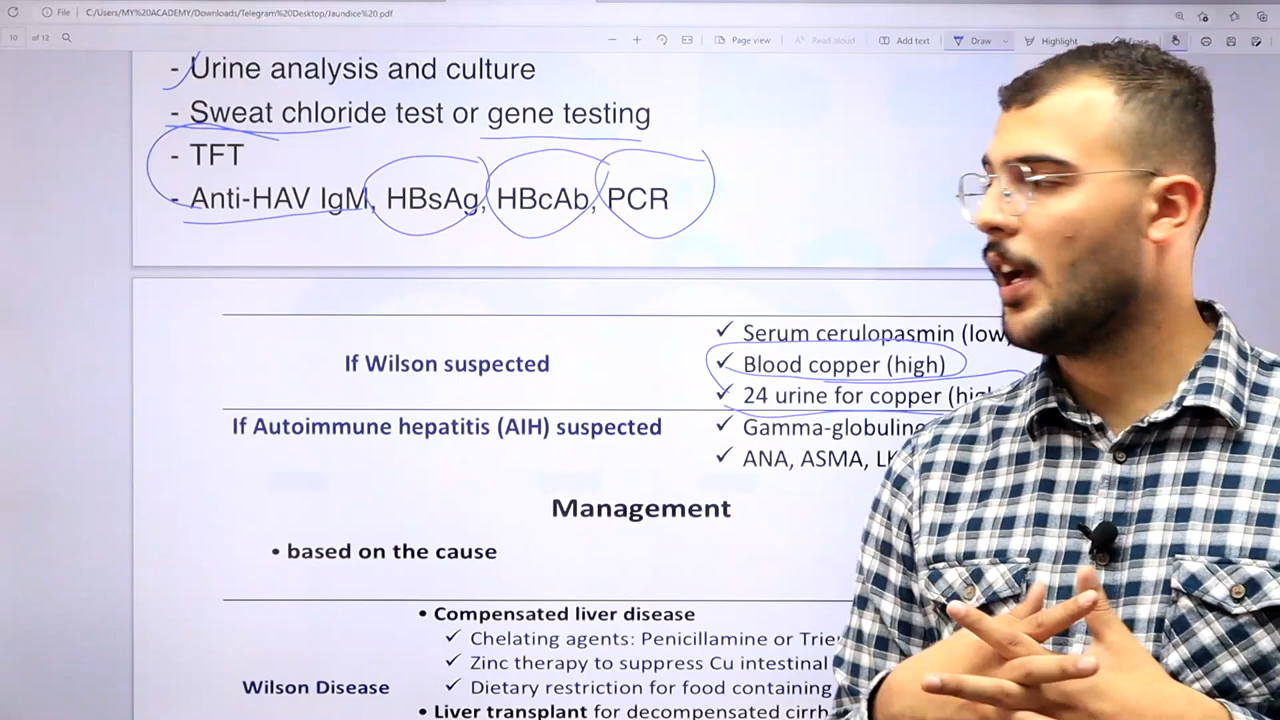 File | C:/Users/MY%20ACADEMY/Downloads/Telegram%20Desktop/Jaundice%20.pdf
10 of 12 Page view Read aloud Add text Draw Highlight Erase
- Urine analysis and culture
- Sweat chloride test or gene testing
- TFT
- Anti-HAV IgM, HBsAg, HBcAb, PCR
✓ Serum cerulopasmin (low,
If Wilson suspected ✓ Blood copper (high)
✓ 24 urine for copper (high
If Autoimmune hepatitis (AIH) suspected ✓ Gamma-globuline
✓ ANA, ASMA, LK
Management
• based on the cause
• Compensated liver disease
✓ Chelating agents: Penicillamine or Trie
✓ Zinc therapy to suppress Cu intestinal
Wilson Disease ✓ Dietary restriction for food containing
• Liver transplant for decompensated cirrh